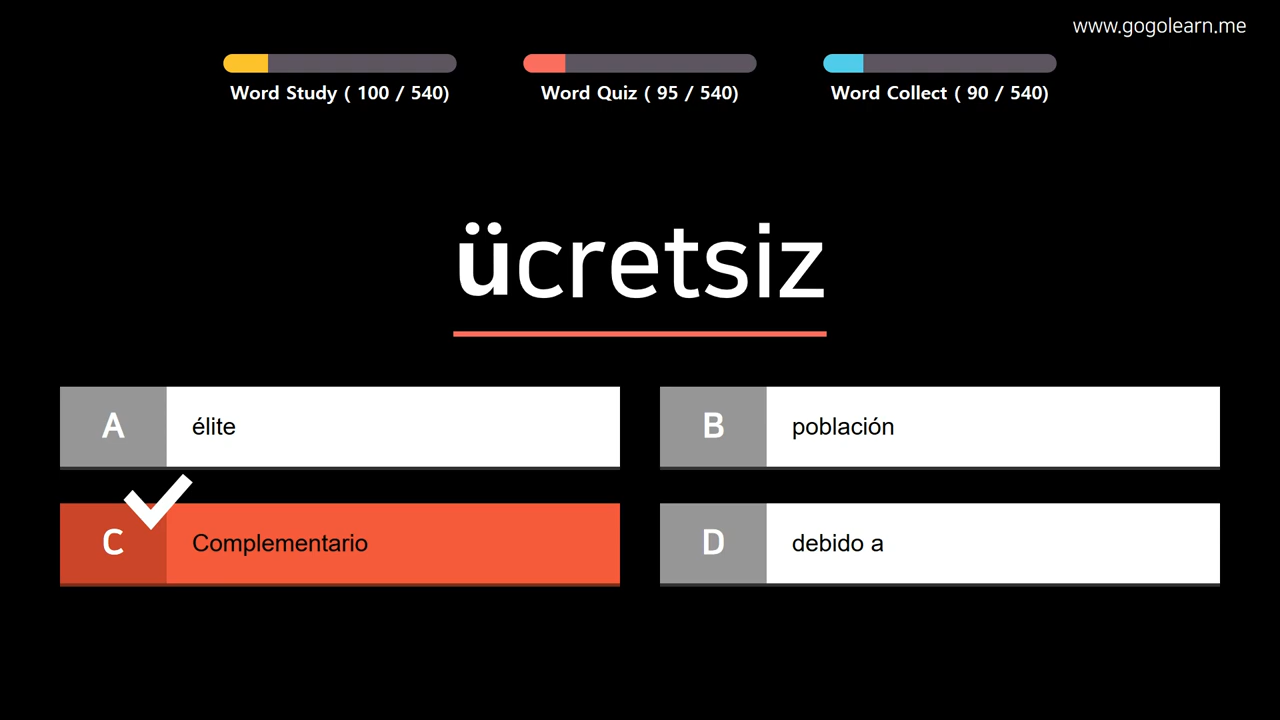 www.gogolearn.me
Word Study ( 100 / 540)
Word Quiz ( 95 / 540)
Word Collect ( 90 / 540)
ücretsiz
A élite
B población
C Complementario
D debido a